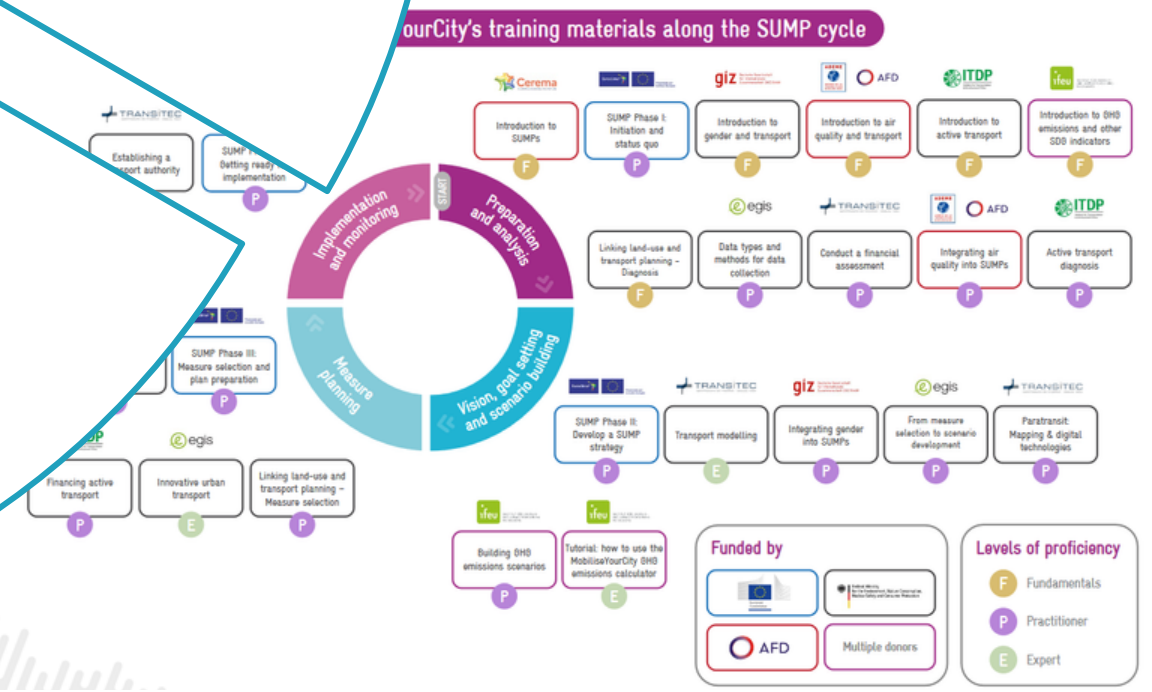 ourCity's training materials along the SUMP cycle
Cerema
giz
AFD
ITDP
ifeu
Introduction to
SUMPs
F
SUMP Phase I:
Initiation and
status quo
P
Introduction to
gender and transport
F
Introduction to air
quality and transport
F
Introduction to
active transport
F
Introduction to GHG
emissions and other
SDG indicators
F
TRANSITEC
Establishing a
sport authority
SUMP
Getting ready
implementation
P
egis
TRANSITEC
AFD
ITDP
Linking land-use and
transport planning –
Diagnosis
F
Data types and
methods for data
collection
P
Conduct a financial
assessment
P
Integrating air
quality into SUMPs
P
Active transport
diagnosis
P
START
Preparation
and analysis
Vision, goal setting
and scenario building
Measure
planning
Implementation
and monitoring
SUMP Phase III:
Measure selection and
plan preparation
P
DP
egis
Financing active
transport
P
Innovative urban
transport
E
Linking land-use and
transport planning –
Measure selection
P
TRANSITEC
giz
egis
TRANSITEC
SUMP Phase II:
Develop a SUMP
strategy
P
Transport modelling
E
Integrating gender
into SUMPs
P
From measure
selection to scenario
development
P
Paratransit:
Mapping & digital
technologies
P
ifeu
ifeu
Building GHG
emissions scenarios
P
Tutorial: how to use the
MobiliseYourCity GHG
emissions calculator
E
Funded by
AFD
Multiple donors
Levels of proficiency
F Fundamentals
P Practitioner
E Expert